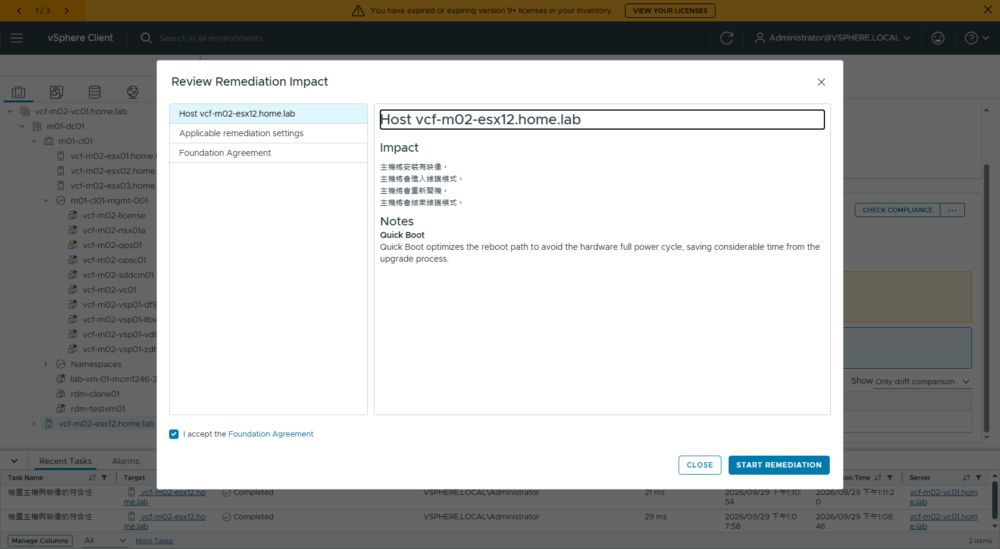 1 / 3
You have expired or expiring version 9+ licenses in your inventory.
VIEW YOUR LICENSES
vSphere Client
Search in all environments
Administrator@VSPHERE.LOCAL
vcf-m02-vc01.home.lab
m01-dc01
m01-cl01
vcf-m02-esx01.home.l
vcf-m02-esx02.home.
vcf-m02-esx03.home.
m01-cl01-mgmt-001
vcf-m02-license
vcf-m02-nsx01a
vcf-m02-ops01
vcf-m02-opsc01
vcf-m02-sddcm01
vcf-m02-vc01
vcf-m02-vsp01-df9
vcf-m02-vsp01-llbv
vcf-m02-vsp01-vd6
vcf-m02-vsp01-zdh
Namespaces
lab-vm-01-mcm1246-3
rdm-clone01
rdm-testvm01
vcf-m02-esx12.home.lab
Review Remediation Impact
Host vcf-m02-esx12.home.lab
Applicable remediation settings
Foundation Agreement
Host vcf-m02-esx12.home.lab
Impact
主機將安裝有映像。
主機將會進入維護模式。
主機將會重新開機。
主機將會結束維護模式。
Notes
Quick Boot
Quick Boot optimizes the reboot path to avoid the hardware full power cycle, saving considerable time from the
upgrade process.
I accept the Foundation Agreement
CLOSE
START REMEDIATION
CHECK COMPLIANCE
Show Only drift comparison
Recent Tasks Alarms
Task Name Target ion Time Server
檢查主機與映像的符合性 vcf-m02-esx12.ho Completed VSPHERE.LOCAL\Administrator 21 ms 2026/09/29 下午1:10: 2026/09/29 下午1:11:2 vcf-m02-vc01.hom
me.lab 54 0 e.lab
檢查主機與映像的符合性 vcf-m02-esx12.ho Completed VSPHERE.LOCAL\Administrator 29 ms 2026/09/29 下午1:0 2026/09/29 下午1:08: vcf-m02-vc01.hom
me.lab 7:58 46 e.lab
Manage Columns All More Tasks 2 items